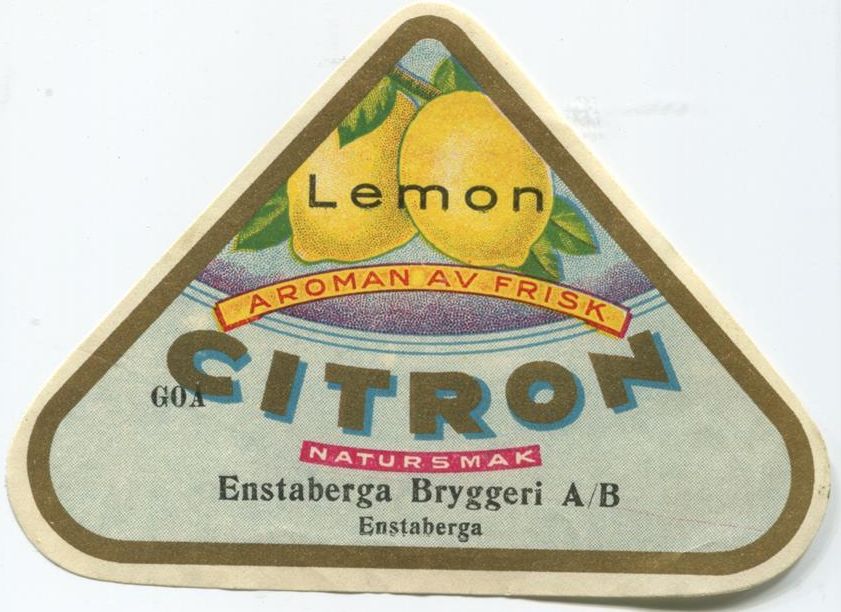 Lemon
AROMAN AV FRISK
CITRON
GOA
NATURSMAK
Enstaberga Bryggeri A/B
Enstaberga